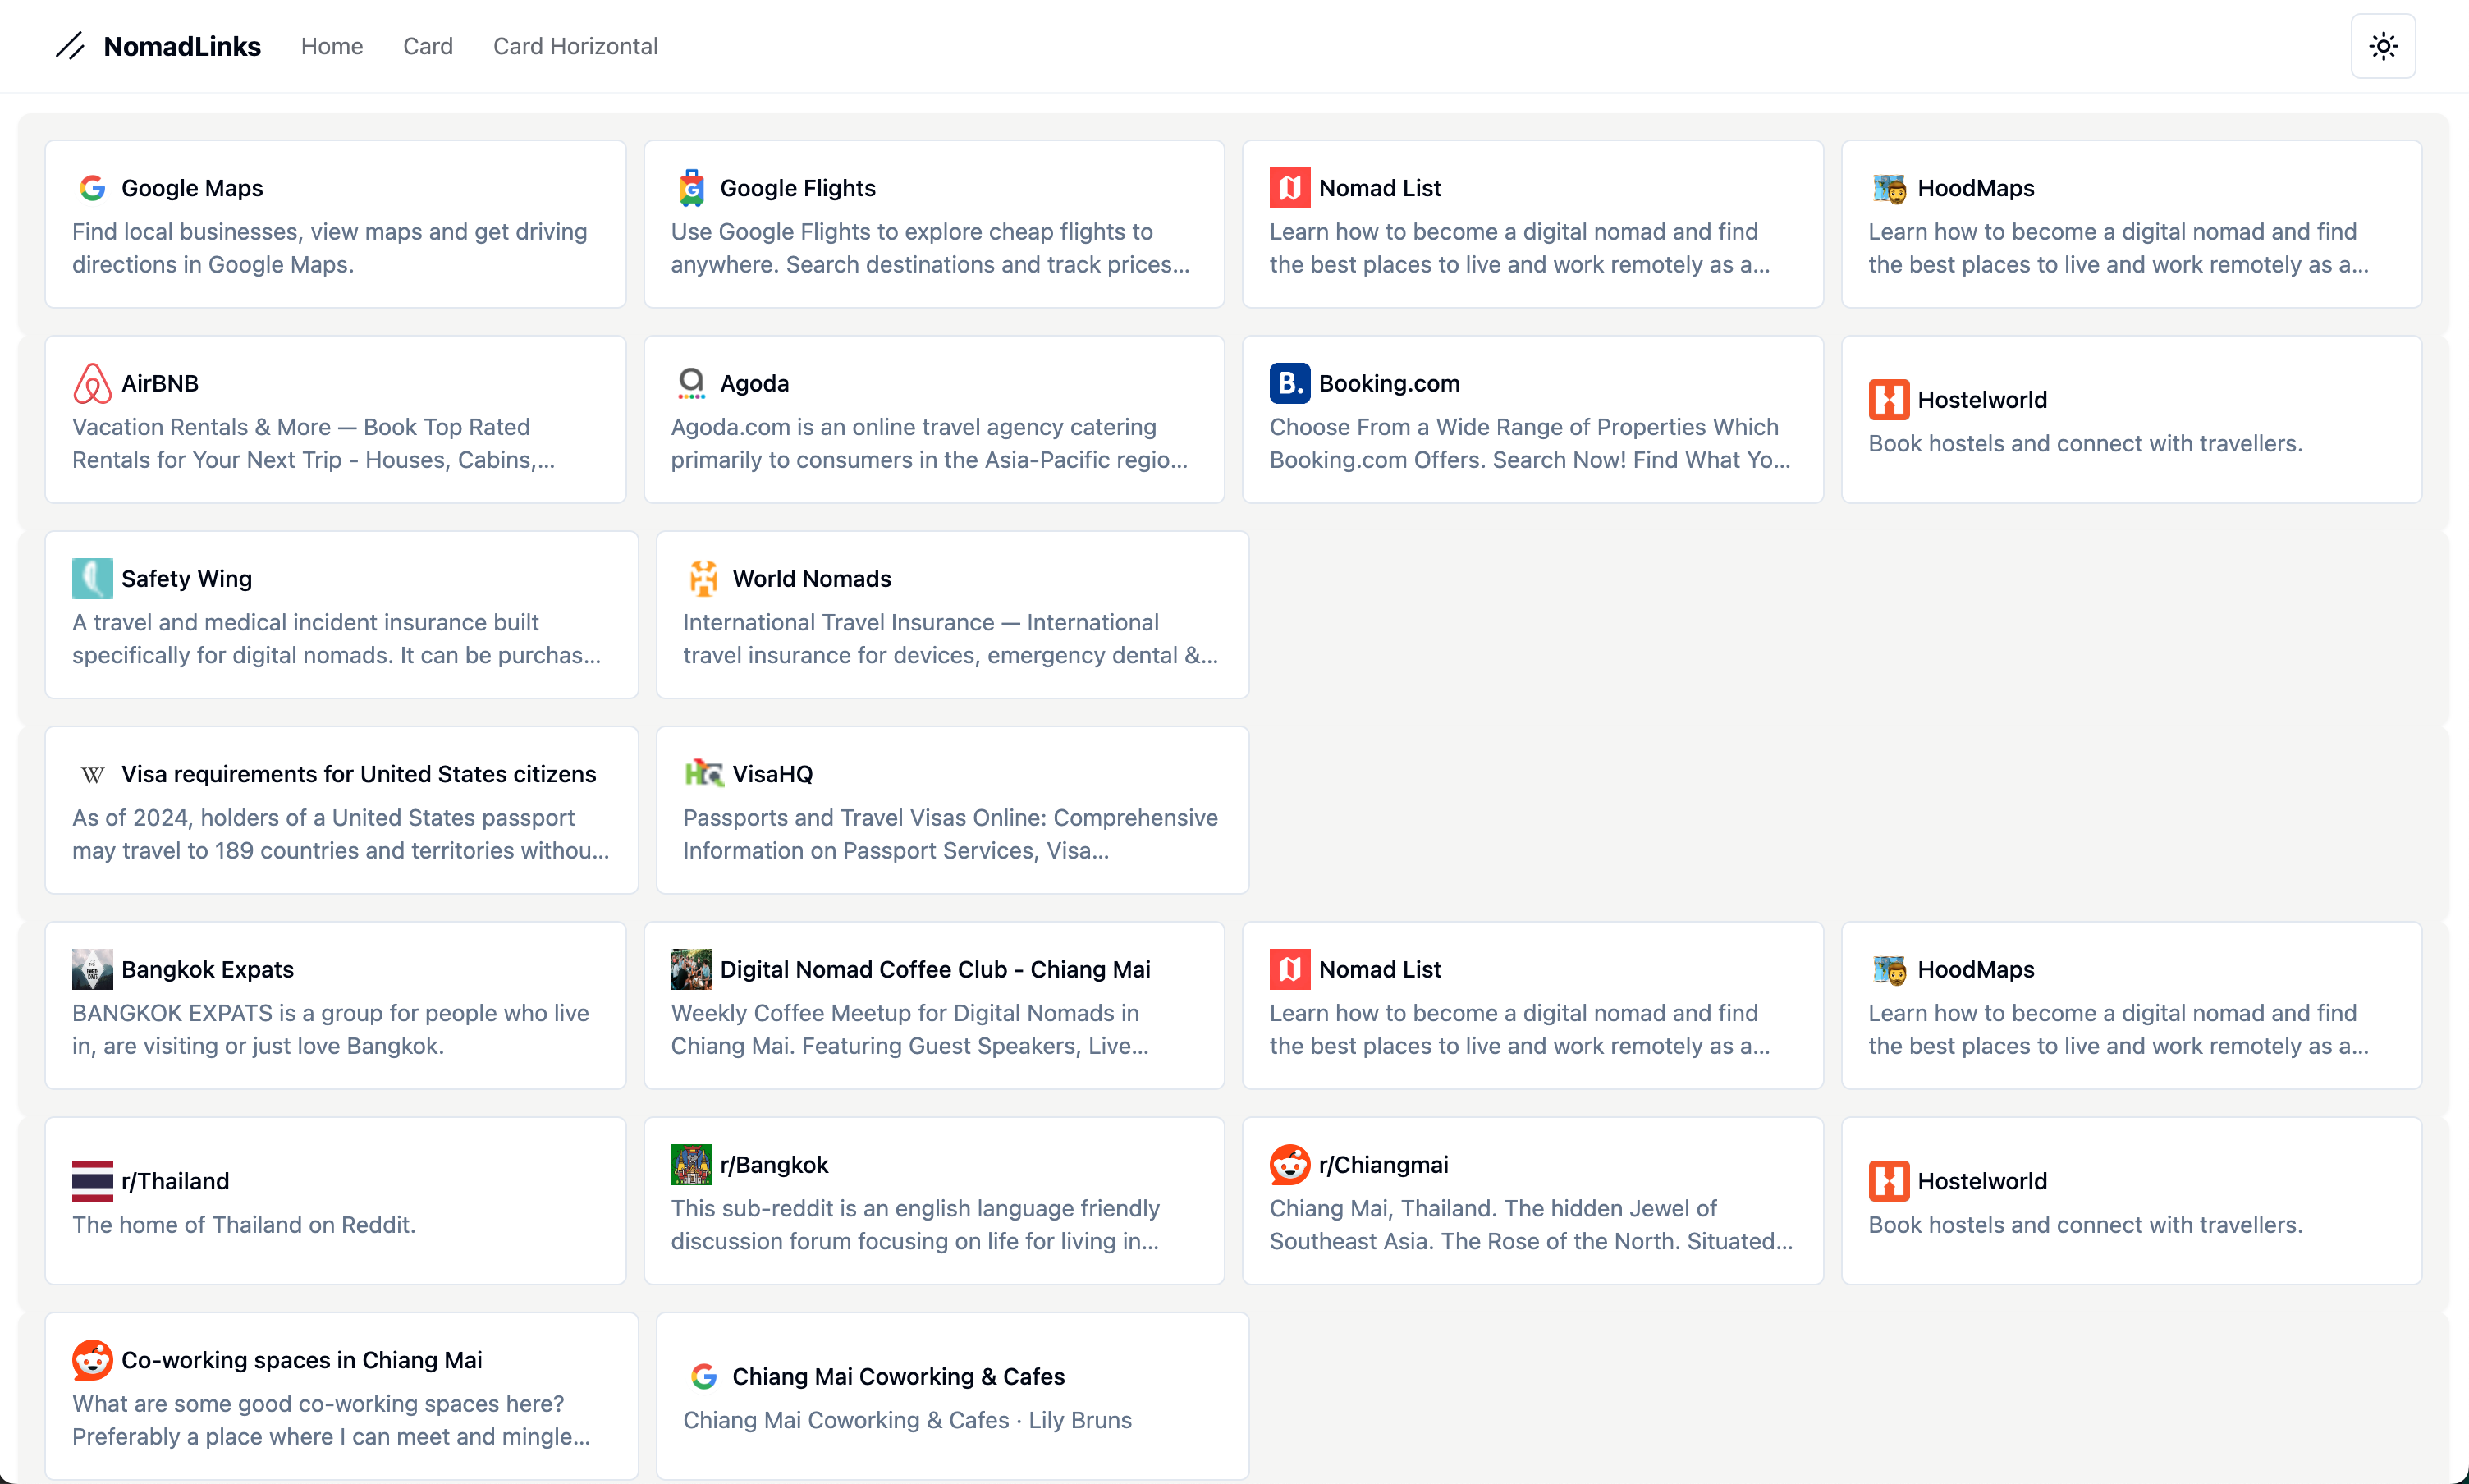 NomadLinks Home Card Card Horizontal
Google Maps
Find local businesses, view maps and get driving
directions in Google Maps.
Google Flights
Use Google Flights to explore cheap flights to
anywhere. Search destinations and track prices...
Nomad List
Learn how to become a digital nomad and find
the best places to live and work remotely as a...
HoodMaps
Learn how to become a digital nomad and find
the best places to live and work remotely as a...
AirBNB
Vacation Rentals & More — Book Top Rated
Rentals for Your Next Trip - Houses, Cabins,...
Agoda
Agoda.com is an online travel agency catering
primarily to consumers in the Asia-Pacific regio...
B.
Booking.com
Choose From a Wide Range of Properties Which
Booking.com Offers. Search Now! Find What Yo...
Hostelworld
Book hostels and connect with travellers.
Safety Wing
A travel and medical incident insurance built
specifically for digital nomads. It can be purchas...
World Nomads
International Travel Insurance — International
travel insurance for devices, emergency dental &...
W
Visa requirements for United States citizens
As of 2024, holders of a United States passport
may travel to 189 countries and territories withou...
VisaHQ
Passports and Travel Visas Online: Comprehensive
Information on Passport Services, Visa...
Bangkok Expats
BANGKOK EXPATS is a group for people who live
in, are visiting or just love Bangkok.
Digital Nomad Coffee Club - Chiang Mai
Weekly Coffee Meetup for Digital Nomads in
Chiang Mai. Featuring Guest Speakers, Live...
Nomad List
Learn how to become a digital nomad and find
the best places to live and work remotely as a...
HoodMaps
Learn how to become a digital nomad and find
the best places to live and work remotely as a...
r/Thailand
The home of Thailand on Reddit.
r/Bangkok
This sub-reddit is an english language friendly
discussion forum focusing on life for living in...
r/Chiangmai
Chiang Mai, Thailand. The hidden Jewel of
Southeast Asia. The Rose of the North. Situated...
Hostelworld
Book hostels and connect with travellers.
Co-working spaces in Chiang Mai
What are some good co-working spaces here?
Preferably a place where I can meet and mingle...
Chiang Mai Coworking & Cafes
Chiang Mai Coworking & Cafes · Lily Bruns